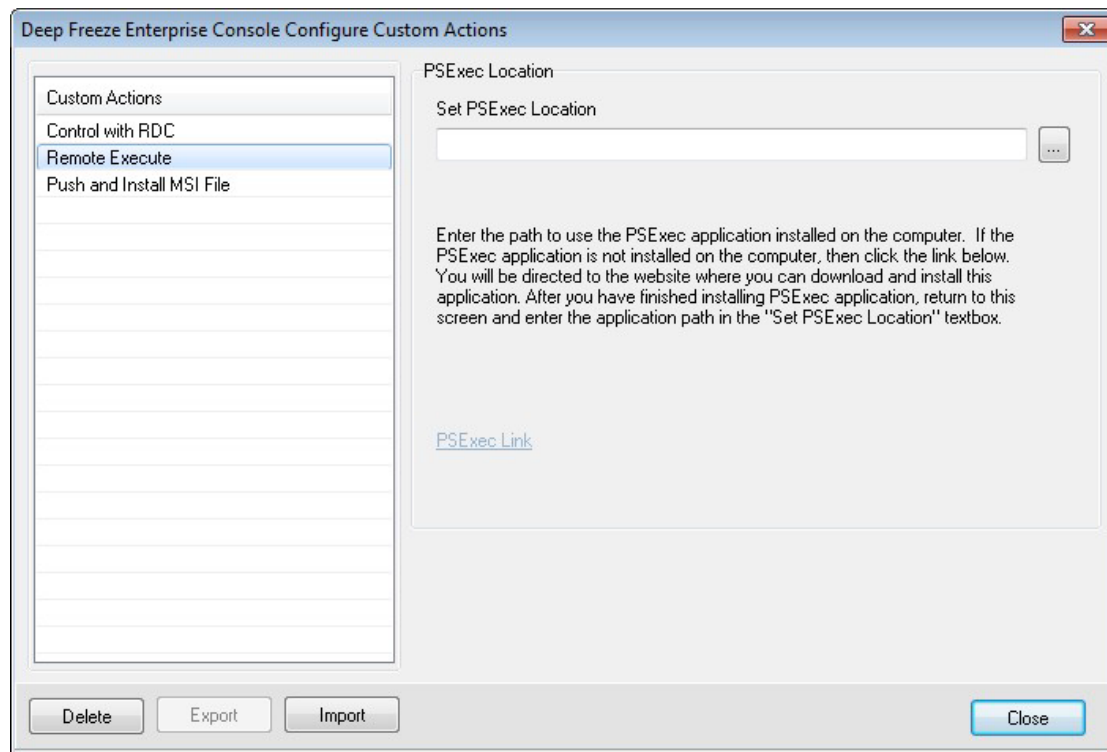 Deep Freeze Enterprise Console Configure Custom Actions
Custom Actions
Control with RDC
Remote Execute
Push and Install MSI File
PSExec Location
Set PSExec Location
...
Enter the path to use the PSExec application installed on the computer. If the
PSExec application is not installed on the computer, then click the link below.
You will be directed to the website where you can download and install this
application. After you have finished installing PSExec application, return to this
screen and enter the application path in the "Set PSExec Location" textbox.
PSExec Link
Delete
Export
Import
Close